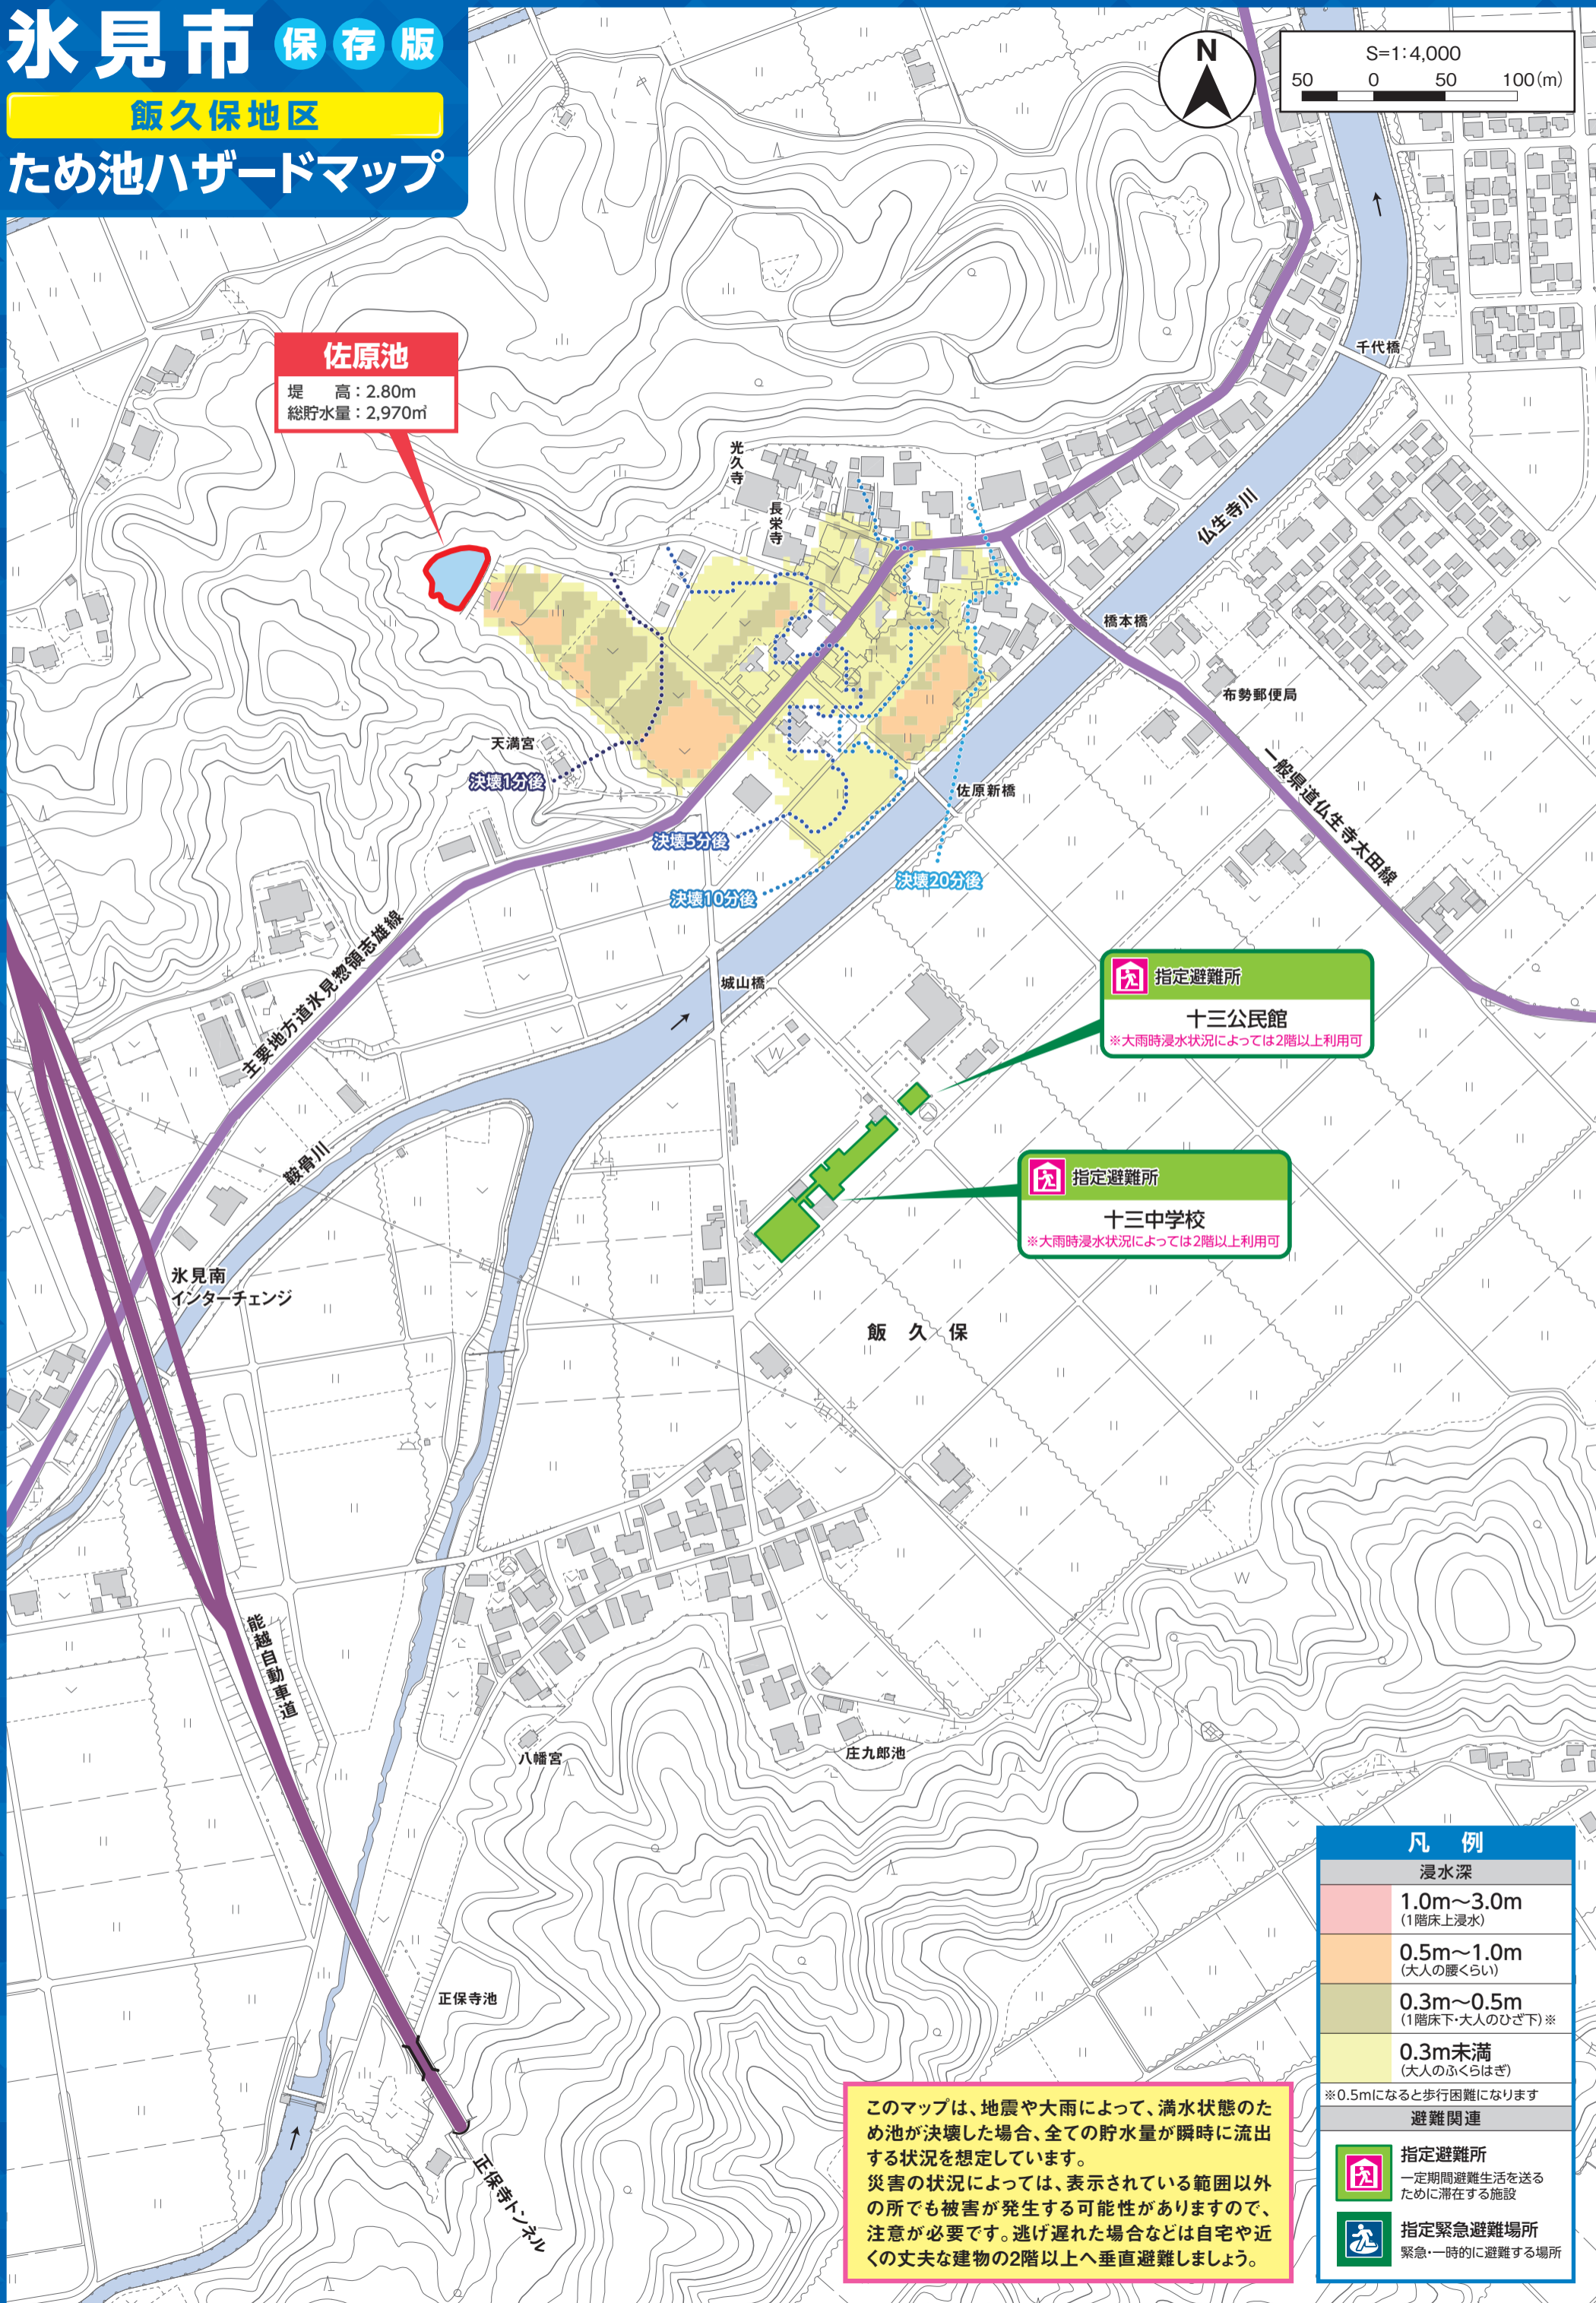 氷見市 保存版
飯久保地区
ため池ハザードマップ
N
S=1:4,000
50 0 50 100(m)
千代橋
佐原池
堤　高：2.80m
総貯水量：2,970㎥
光久寺
長栄寺
仏生寺川
橋本橋
布勢郵便局
天満宮
決壊1分後
一般県道仏生寺太田線
佐原新橋
決壊5分後
決壊20分後
決壊10分後
主要地方道氷見惣領志雄線
城山橋
指定避難所
十三公民館
※大雨時浸水状況によっては2階以上利用可
鞍骨川
指定避難所
十三中学校
※大雨時浸水状況によっては2階以上利用可
氷見南
インターチェンジ
飯久保
能越自動車道
八幡宮
庄九郎池
正保寺池
正保寺トンネル
このマップは、地震や大雨によって、満水状態のた
め池が決壊した場合、全ての貯水量が瞬時に流出
する状況を想定しています。
災害の状況によっては、表示されている範囲以外
の所でも被害が発生する可能性がありますので、
注意が必要です。逃げ遅れた場合などは自宅や近
くの丈夫な建物の2階以上へ垂直避難しましょう。
凡　例
浸水深
1.0m～3.0m
(1階床上浸水)
0.5m～1.0m
(大人の腰くらい)
0.3m～0.5m
(1階床下・大人のひざ下)※
0.3m未満
(大人のふくらはぎ)
※0.5mになると歩行困難になります
避難関連
指定避難所
一定期間避難生活を送る
ために滞在する施設
指定緊急避難場所
緊急・一時的に避難する場所